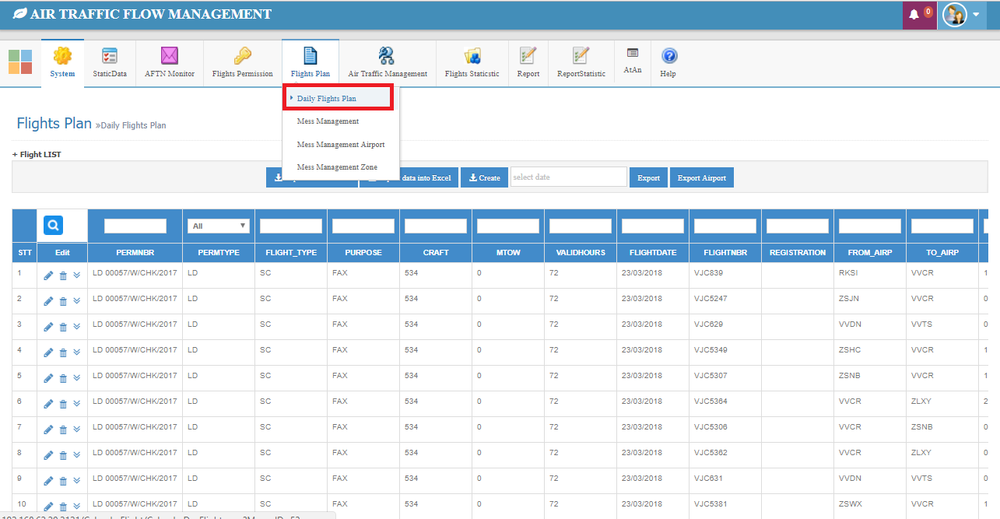 AIR TRAFFIC FLOW MANAGEMENT
0
System StaticData AFTN Monitor Flights Permission Flights Plan Air Traffic Management Flights Staticstic Report ReportStatistic AtAn Help
Daily Flights Plan
Mess Management
Mess Management Airport
Mess Management Zone
Flights Plan »Daily Flights Plan
+ Flight LIST
data into Excel Create select date Export Export Airport
All
STT Edit PERMNBR PERMTYPE FLIGHT_TYPE PURPOSE CRAFT MTOW VALIDHOURS FLIGHTDATE FLIGHTNBR REGISTRATION FROM_AIRP TO_AIRP
1 LD 00057/W/CHK/2017 LD SC FAX 534 0 72 23/03/2018 VJC839 RKSI VVCR 1
2 LD 00057/W/CHK/2017 LD SC FAX 534 0 72 23/03/2018 VJC5247 ZSJN VVCR 0
3 LD 00057/W/CHK/2017 LD SC FAX 534 0 72 23/03/2018 VJC629 VVDN VVTS 0
4 LD 00057/W/CHK/2017 LD SC FAX 534 0 72 23/03/2018 VJC5349 ZSHC VVCR 1
5 LD 00057/W/CHK/2017 LD SC FAX 534 0 72 23/03/2018 VJC5307 ZSNB VVCR 1
6 LD 00057/W/CHK/2017 LD SC FAX 534 0 72 23/03/2018 VJC5364 VVCR ZLXY 2
7 LD 00057/W/CHK/2017 LD SC FAX 534 0 72 23/03/2018 VJC5306 VVCR ZSNB 0
8 LD 00057/W/CHK/2017 LD SC FAX 534 0 72 23/03/2018 VJC5362 VVCR ZLXY 0
9 LD 00057/W/CHK/2017 LD SC FAX 534 0 72 23/03/2018 VJC631 VVDN VVTS 0
10 LD 00057/W/CHK/2017 LD SC FAX 534 0 72 23/03/2018 VJC5381 ZSWX VVCR 1